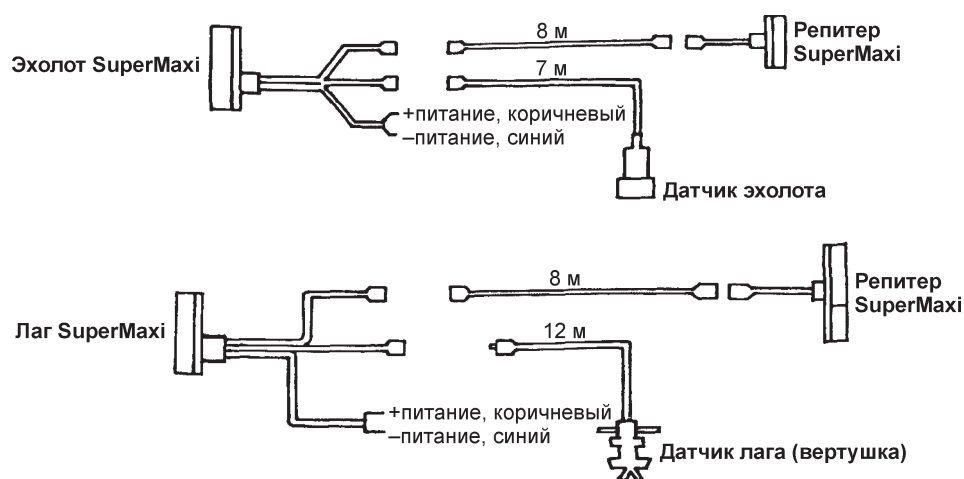 8 м
Репитер
SuperMaxi
Эхолот SuperMaxi
7 м
+питание, коричневый
–питание, синий
Датчик эхолота
8 м
Репитер
SuperMaxi
Лаг SuperMaxi
12 м
+питание, коричневый
–питание, синий
Датчик лага (вертушка)